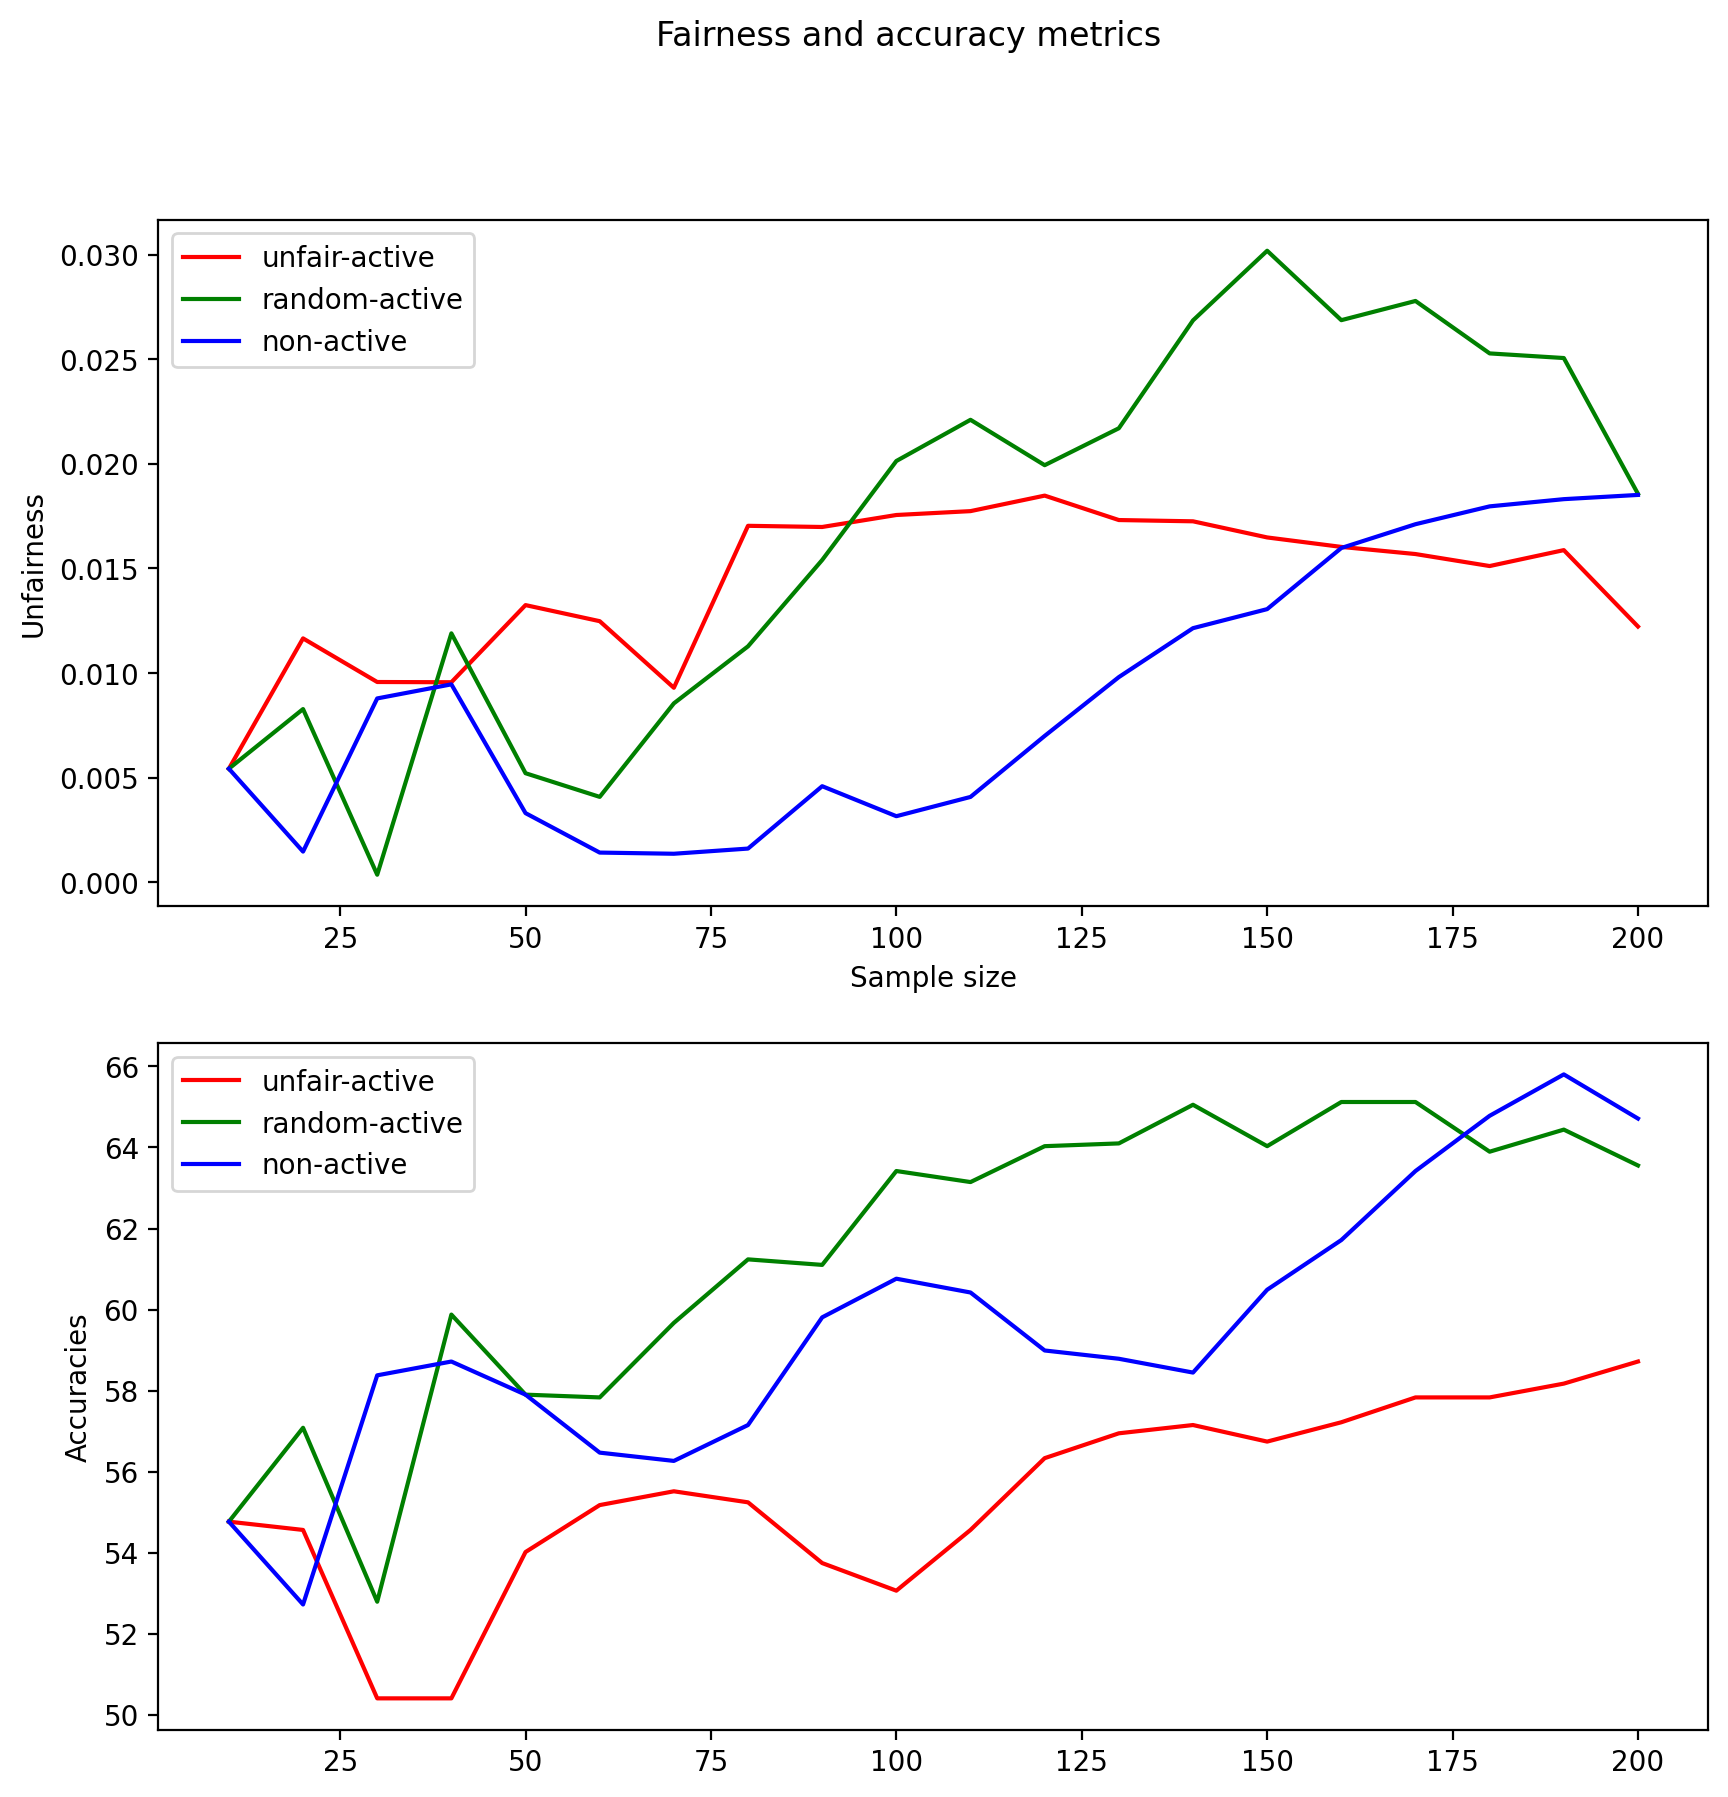 Fairness and accuracy metrics
0.030
0.025
0.020
0.015
0.010
0.005
0.000
Unfairness
unfair-active
random-active
non-active
25 50 75 100 125 150 175 200
Sample size
66
64
62
60
58
56
54
52
50
Accuracies
unfair-active
random-active
non-active
25 50 75 100 125 150 175 200